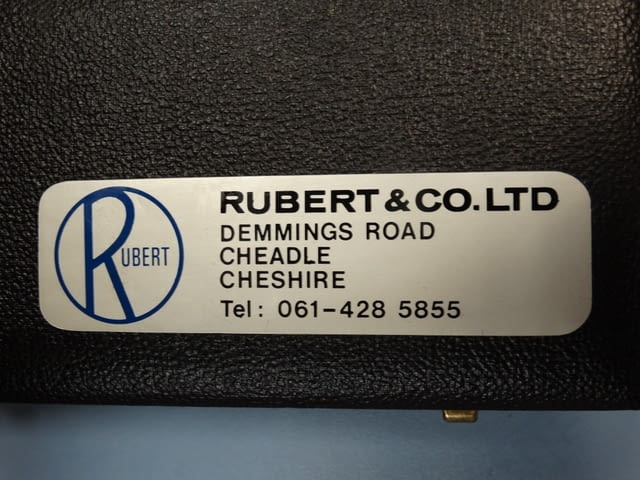 RUBERT
RUBERT & CO. LTD
DEMMINGS ROAD
CHEADLE
CHESHIRE
Tel: 061-428 5855